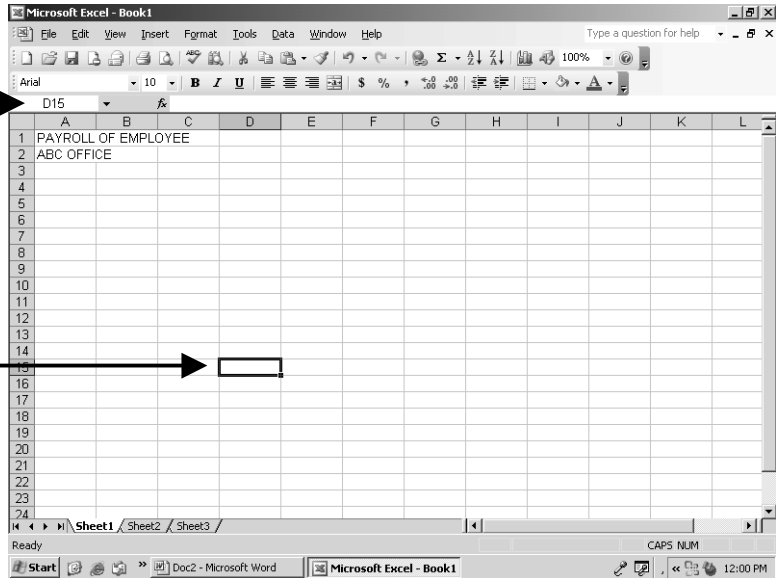 Microsoft Excel - Book1
File Edit View Insert Format Tools Data Window Help Type a question for help
100%
Arial 10 B I U $ % ,
D15 fx
A B C D E F G H I J K L
1 PAYROLL OF EMPLOYEE
2 ABC OFFICE
3
4
5
6
7
8
9
10
11
12
13
14
15
16
17
18
19
20
21
22
23
24
Sheet1 Sheet2 Sheet3
Ready CAPS NUM
Start » Doc2 - Microsoft Word Microsoft Excel - Book1 « 12:00 PM